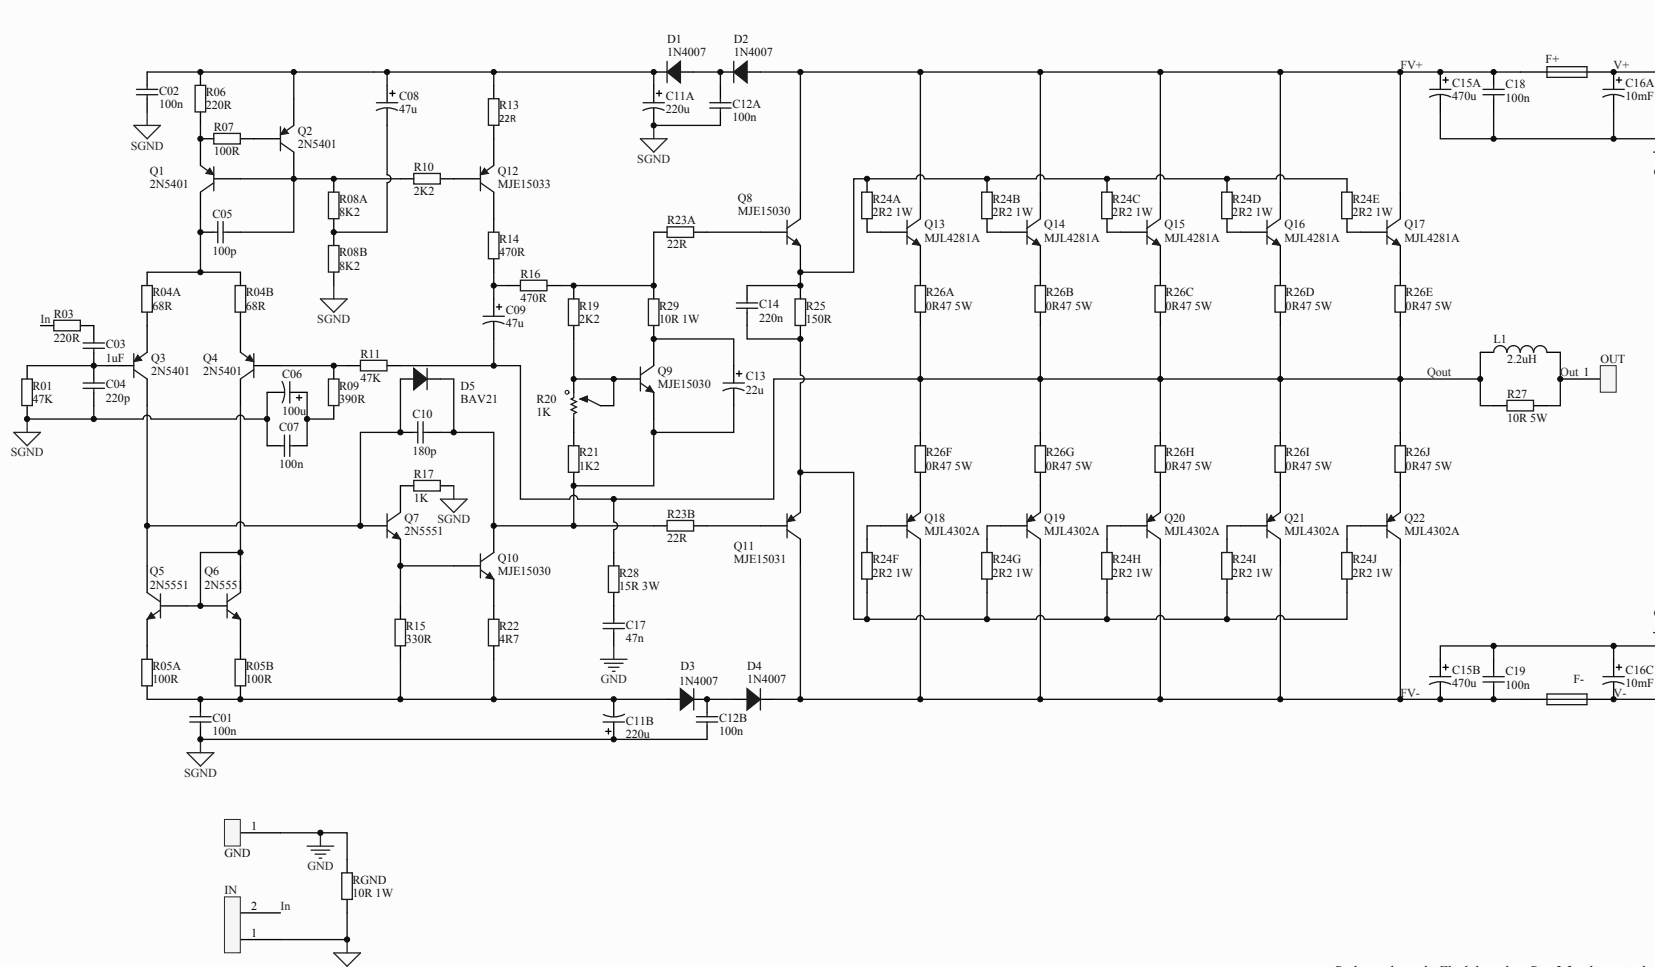 D1
1N4007
D2
1N4007
C02
100n
SGND
R06
220R
R07
100R
Q2
2N5401
C08
47u
R13
22R
C11A
220u
C12A
100n
SGND
FV+
C15A
470u
C18
100n
F+
V+
C16A
10mF
Q1
2N5401
C05
100p
R08A
8K2
R08B
8K2
SGND
R10
2K2
Q12
MJE15033
R14
470R
R16
470R
C09
47u
Q8
MJE15030
R23A
22R
R24A
2R2 1W
Q13
MJL4281A
R24B
2R2 1W
Q14
MJL4281A
R24C
2R2 1W
Q15
MJL4281A
R24D
2R2 1W
Q16
MJL4281A
R24E
2R2 1W
Q17
MJL4281A
R04A
68R
R04B
68R
In
R03
220R
C03
1uF
Q3
2N5401
Q4
2N5401
R01
47K
C04
220p
SGND
C06
100u
C07
100n
R09
390R
R11
47K
D5
BAV21
C10
180p
R19
2K2
R29
10R 1W
Q9
MJE15030
C13
22u
R20
1K
R21
1K2
C14
220n
R25
150R
R26A
0R47 5W
R26B
0R47 5W
R26C
0R47 5W
R26D
0R47 5W
R26E
0R47 5W
Qout
L1
2.2uH
R27
10R 5W
Out 1
OUT
R17
1K
SGND
Q7
2N5551
Q10
MJE15030
R23B
22R
Q11
MJE15031
R26F
0R47 5W
R26G
0R47 5W
R26H
0R47 5W
R26I
0R47 5W
R26J
0R47 5W
Q18
MJL4302A
Q19
MJL4302A
Q20
MJL4302A
Q21
MJL4302A
Q22
MJL4302A
R24F
2R2 1W
R24G
2R2 1W
R24H
2R2 1W
R24I
2R2 1W
R24J
2R2 1W
Q5
2N5551
Q6
2N5551
R28
15R 3W
C17
47n
GND
R15
330R
R22
4R7
R05A
100R
R05B
100R
D3
1N4007
D4
1N4007
C01
100n
SGND
C11B
220u
C12B
100n
FV-
C15B
470u
C19
100n
F-
V-
C16C
10mF
1
GND
GND
RGND
10R 1W
IN
2
In
1